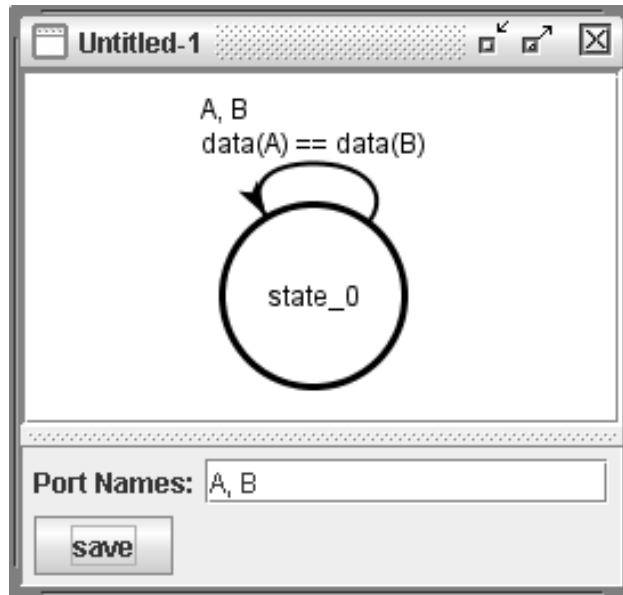 Untitled-1
A, B
data(A) == data(B)
state_0
Port Names: A, B
save